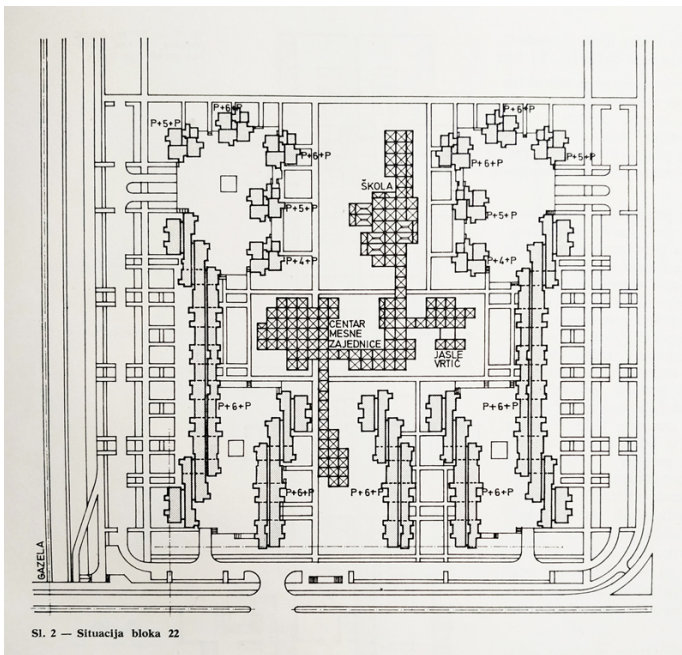 P+6+P
P+6+P
P+5+P
P+6+P
P+6+P
P+5+P
ŠKOLA
P+5+P
P+5+P
P+4+P
P+4+P
CENTAR
MESNE
ZAJEDNICE
JASLE
VRTIĆ
P+6+P
P+6+P
P+6+P
P+6+P
P+6+P
GAZELA
Sl. 2 — Situacija bloka 22